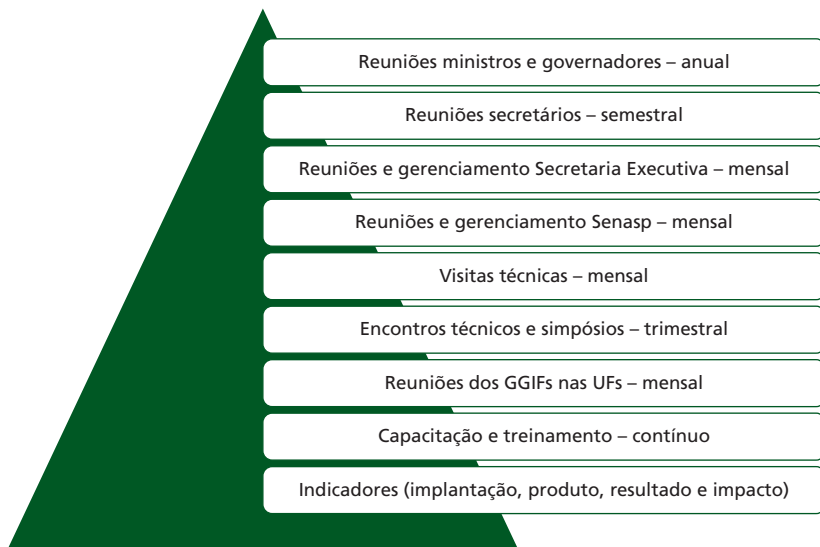 Reuniões ministros e governadores – anual
Reuniões secretários – semestral
Reuniões e gerenciamento Secretaria Executiva – mensal
Reuniões e gerenciamento Senasp – mensal
Visitas técnicas – mensal
Encontros técnicos e simpósios – trimestral
Reuniões dos GGIFs nas UFs – mensal
Capacitação e treinamento – contínuo
Indicadores (implantação, produto, resultado e impacto)